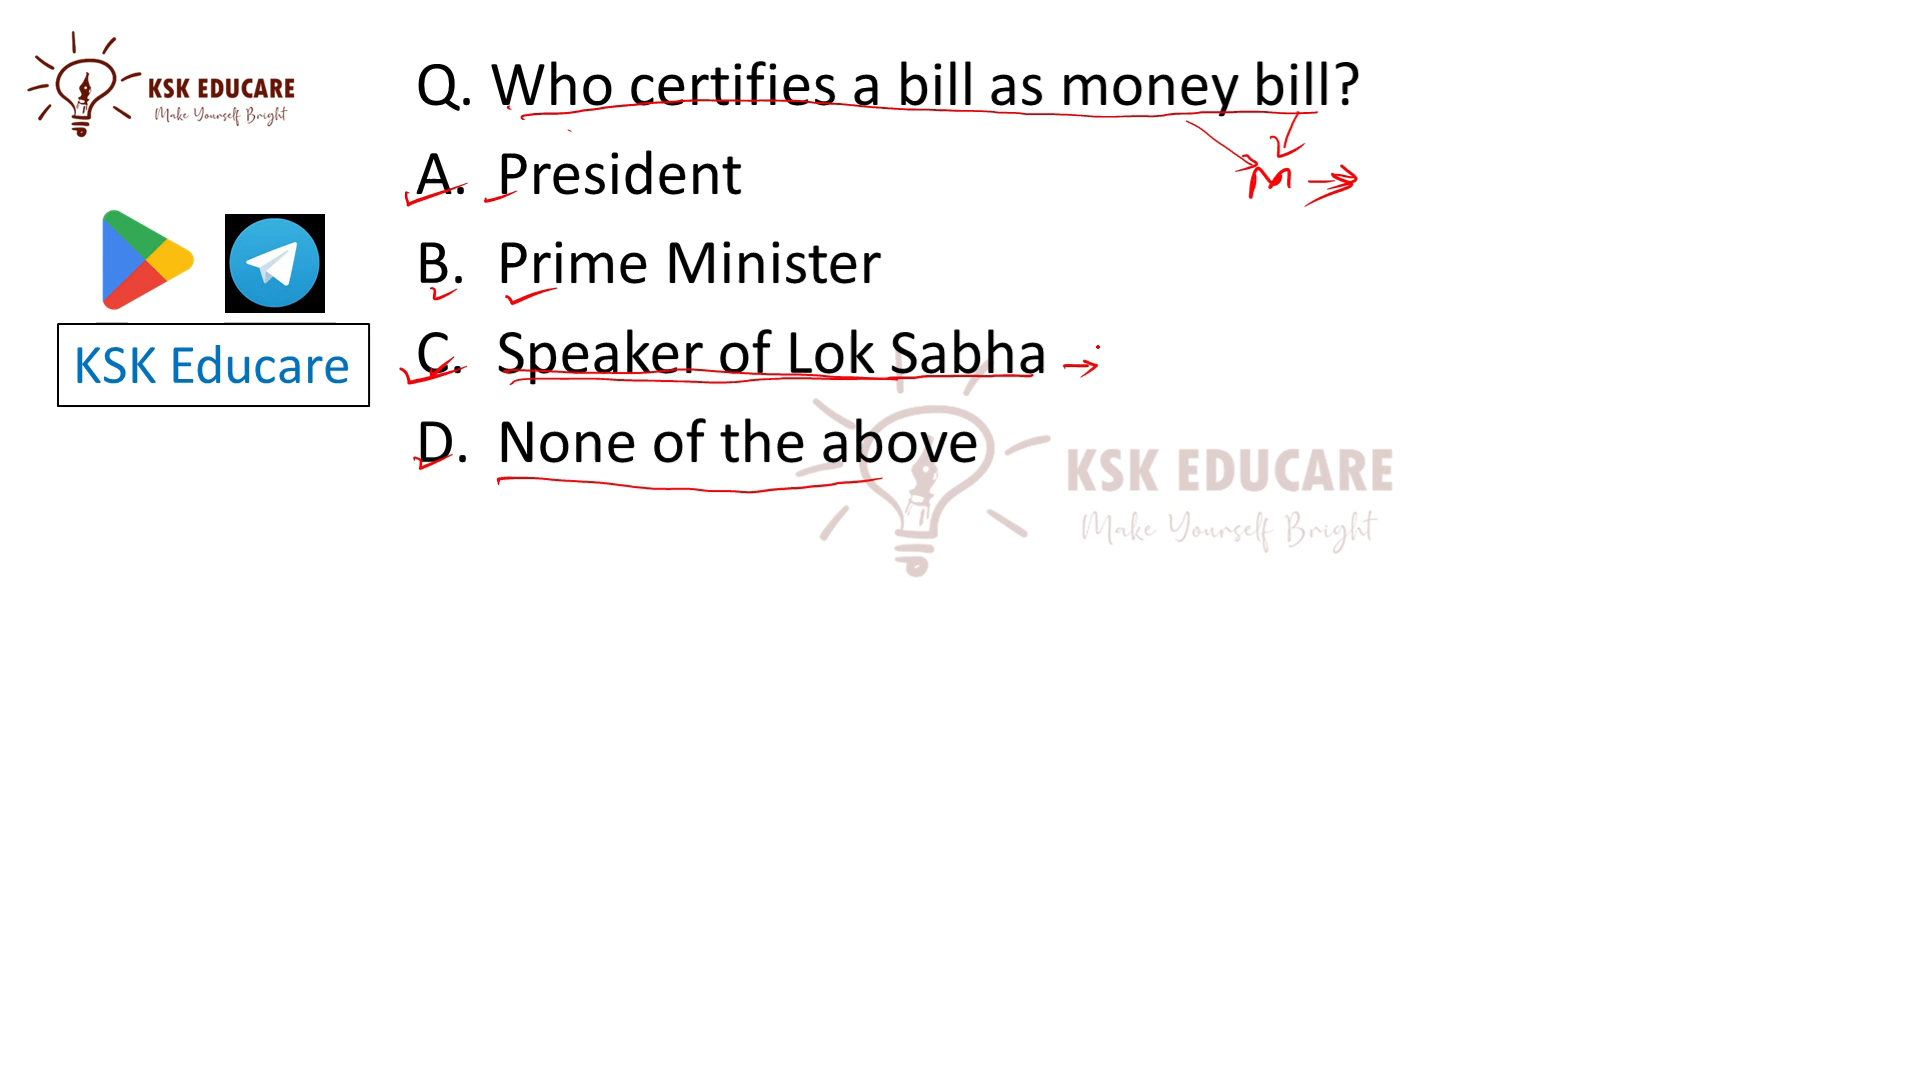 KSK EDUCARE
Make Yourself Bright
Q. Who certifies a bill as money bill?
A. President
B. Prime Minister
C. Speaker of Lok Sabha
D. None of the above
M
KSK Educare
KSK EDUCARE
Make Yourself Bright